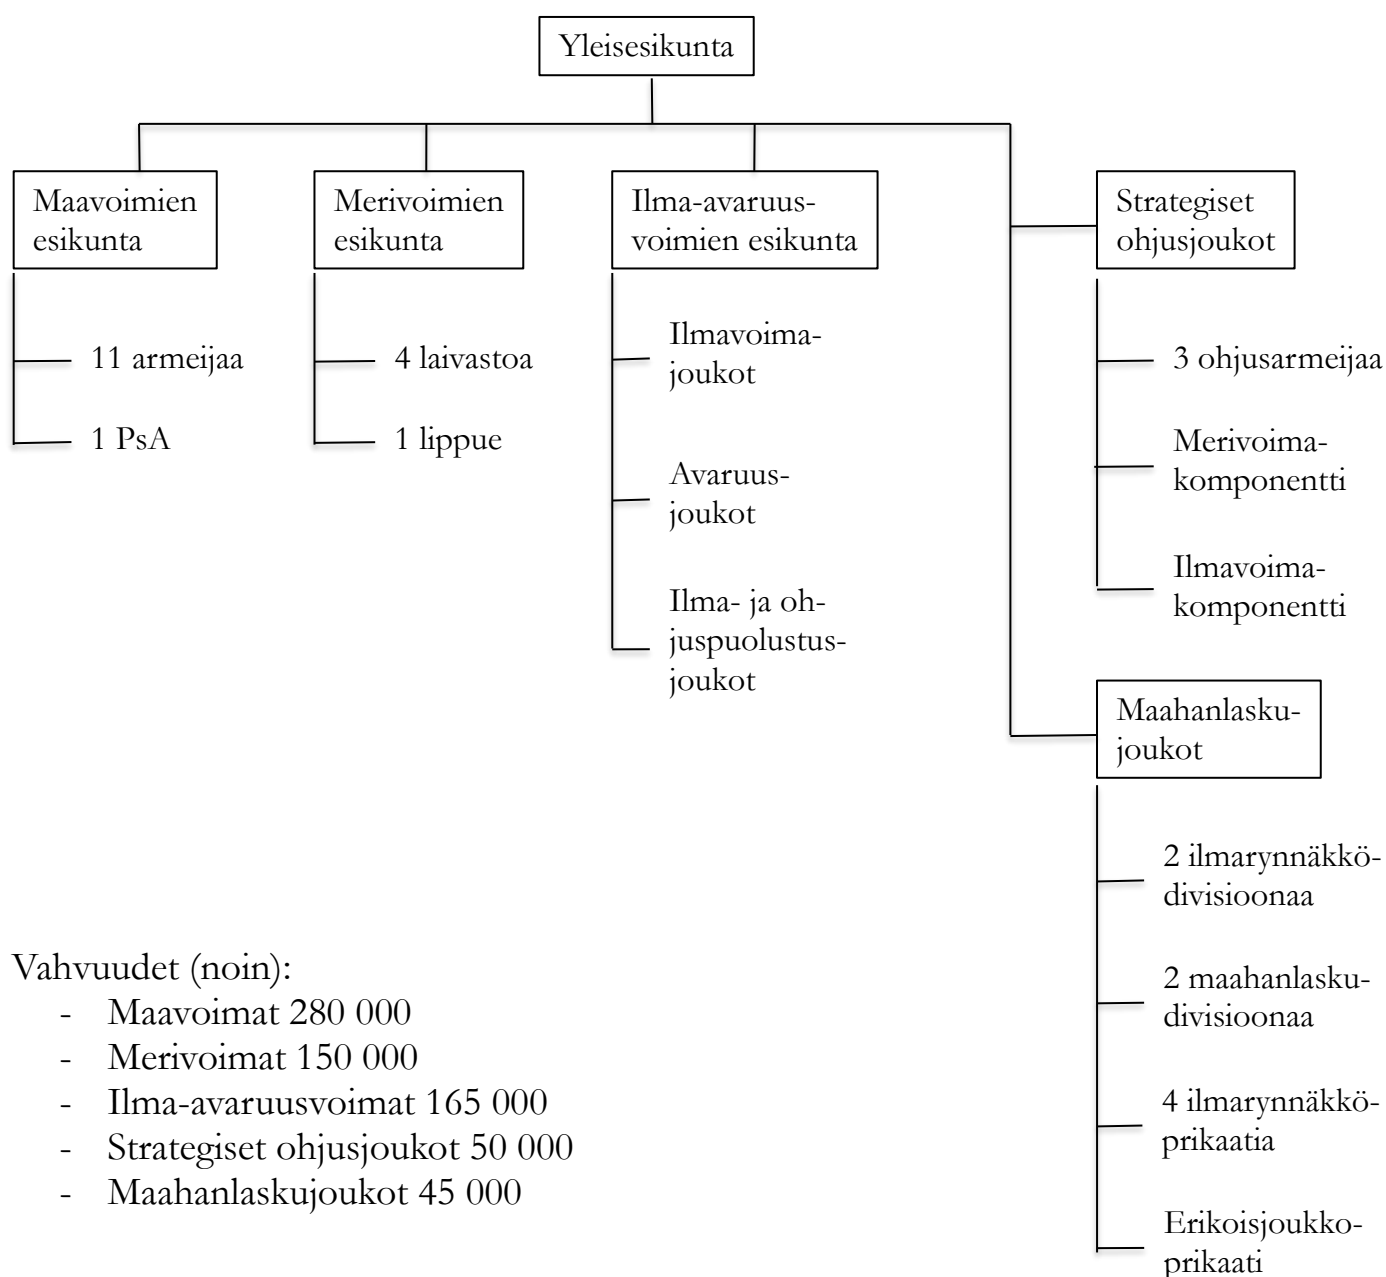 Yleisesikunta
Maavoimien
esikunta
11 armeijaa
1 PsA
Merivoimien
esikunta
4 laivastoa
1 lippue
Ilma-avaruus-
voimien esikunta
Ilmavoima-
joukot
Avaruus-
joukot
Ilma- ja oh-
juspuolustus-
joukot
Strategiset
ohjusjoukot
3 ohjusarmeijaa
Merivoima-
komponentti
Ilmavoima-
komponentti
Maahanlasku-
joukot
2 ilmarynnäkkö-
divisioonaa
2 maahanlasku-
divisioonaa
4 ilmarynnäkkö-
prikaatia
Erikoisjoukko-
prikaati
Vahvuudet (noin):
- Maavoimat 280 000
- Merivoimat 150 000
- Ilma-avaruusvoimat 165 000
- Strategiset ohjusjoukot 50 000
- Maahanlaskujoukot 45 000